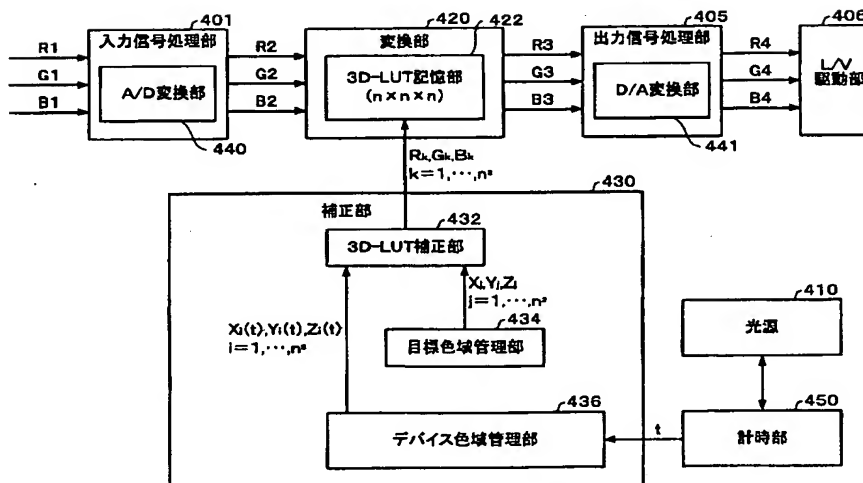 401
420
422
405
406
入力信号処理部
変換部
出力信号処理部
R1
R2
R3
R4
G1
G2
G3
G4
B1
B2
B3
B4
A/D変換部
3D-LUT記憶部
(n×n×n)
D/A変換部
L/V
駆動部
440
441
Rk,Gk,Bk
k=1,・・・,n³
430
補正部
432
3D-LUT補正部
Xj,Yj,Zj
j=1,・・・,n³
Xi(t),Yi(t),Zi(t)
i=1,・・・,n³
434
目標色域管理部
410
光源
436
デバイス色域管理部
t
450
計時部